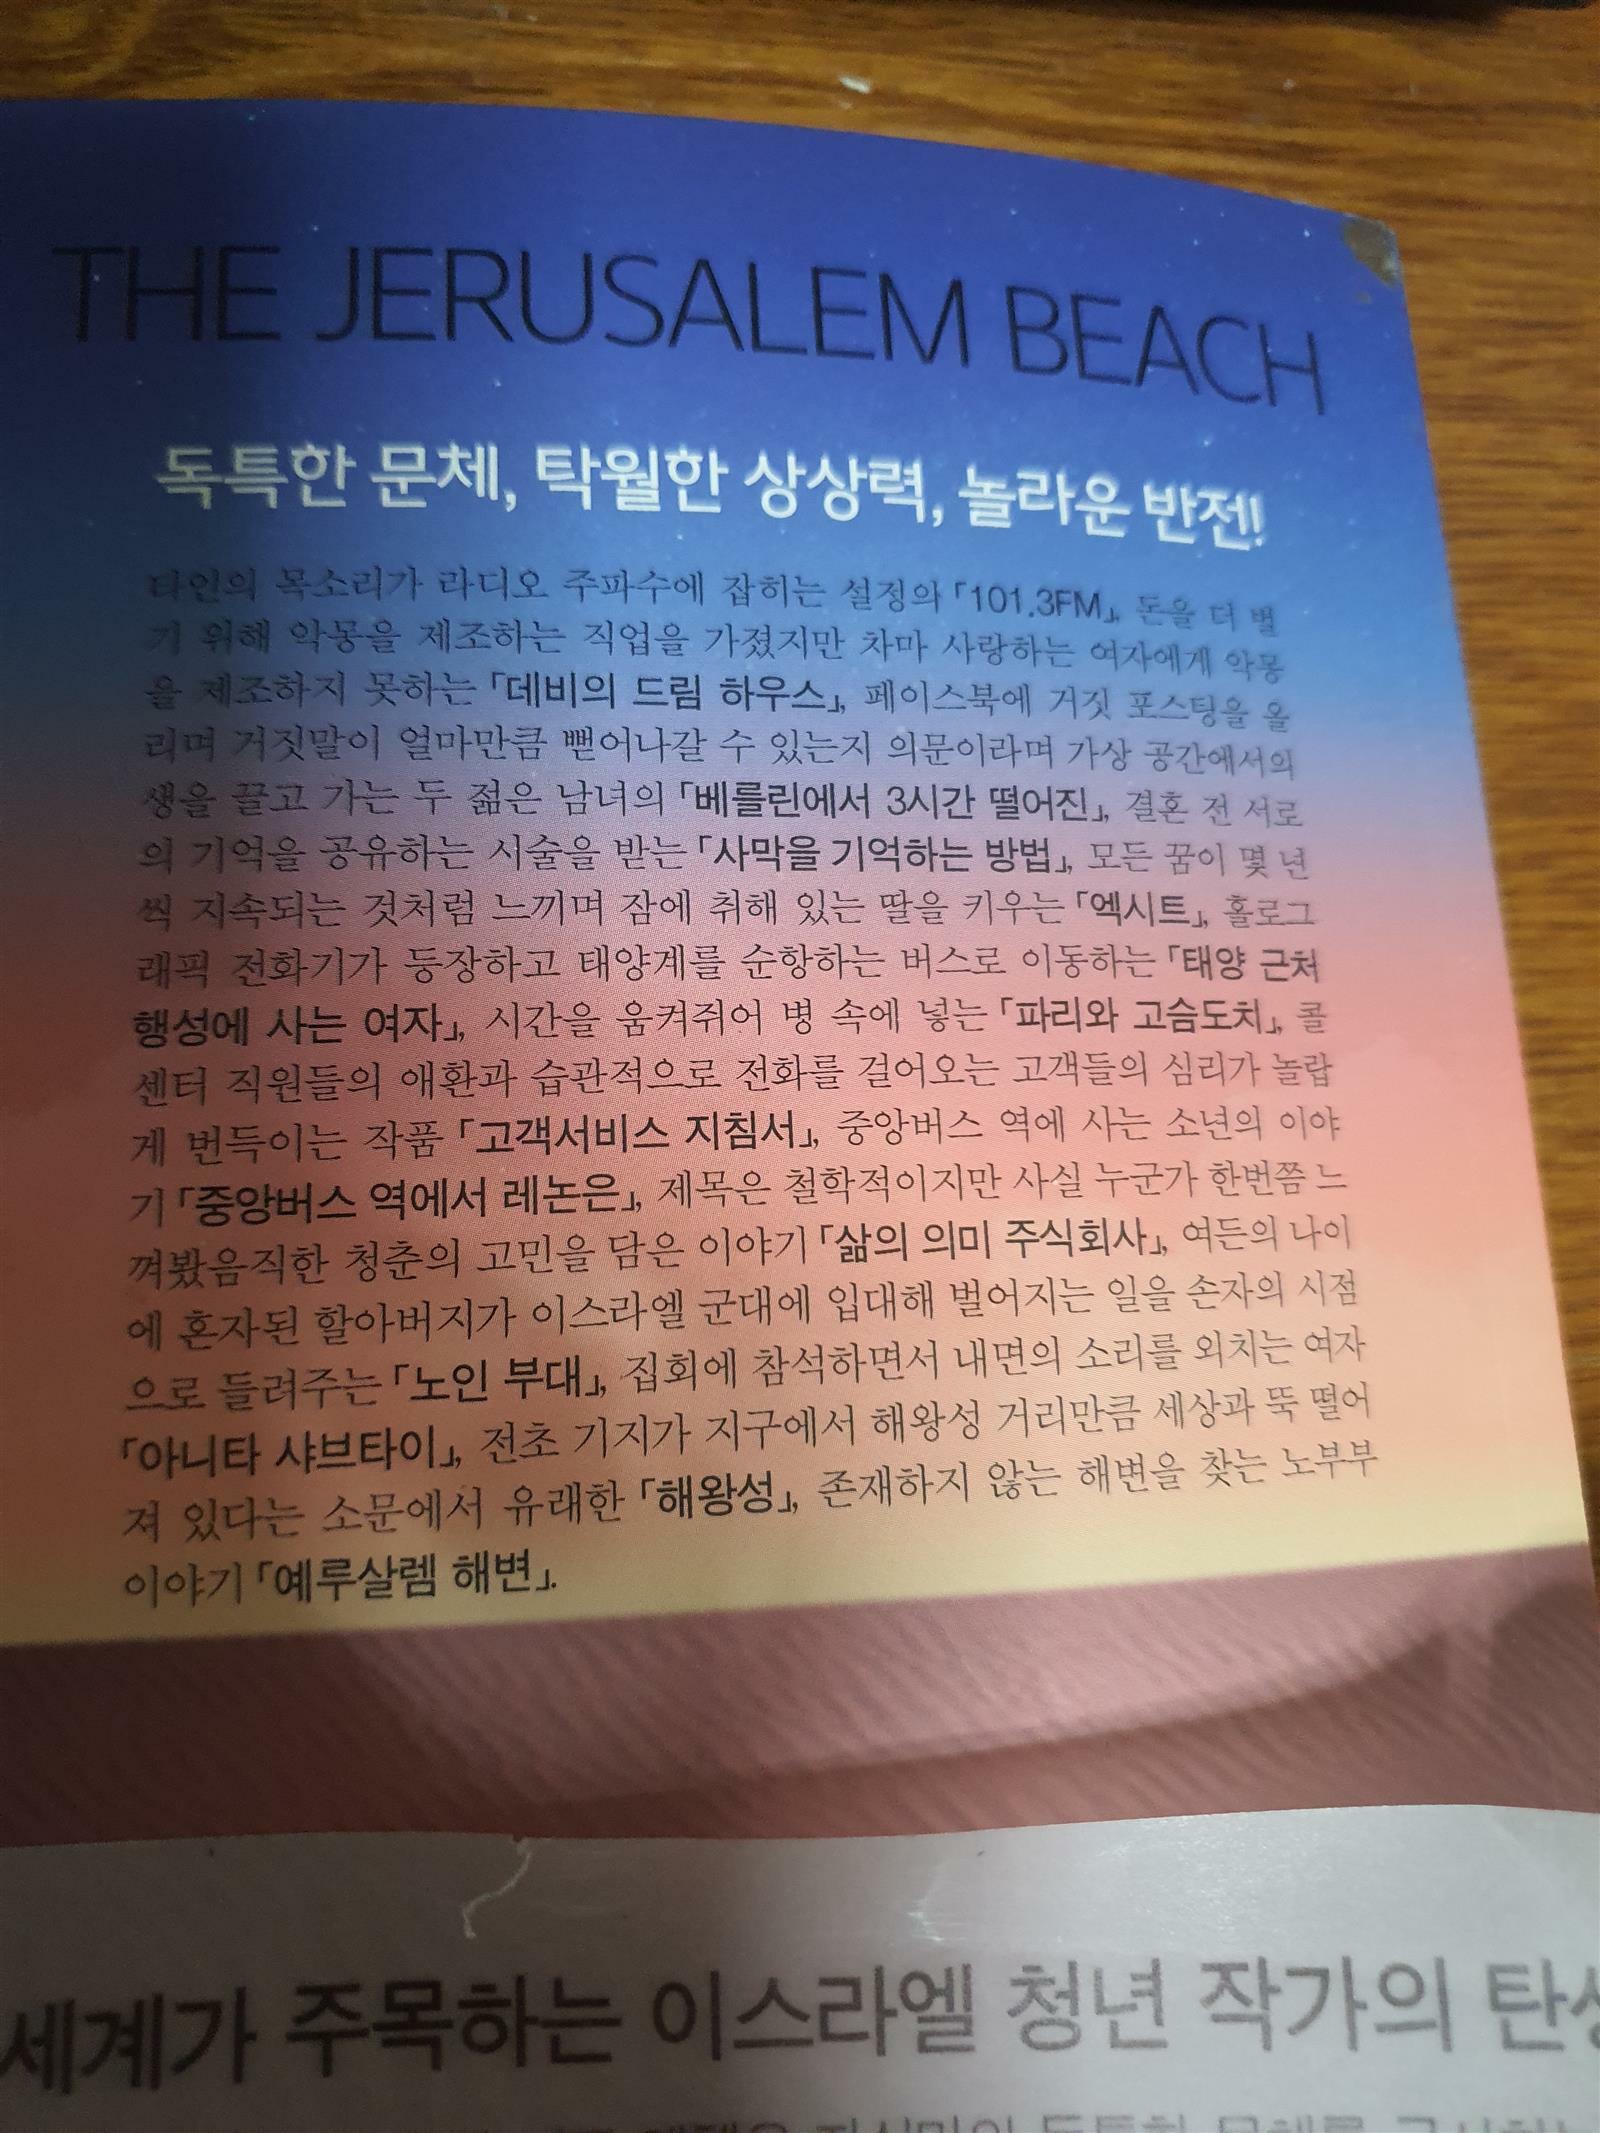 THE JERUSALEM BEACH
독특한 문체, 탁월한 상상력, 놀라운 반전!
타인의 목소리가 라디오 주파수에 잡히는 설정의 「101.3FM」, 돈을 더 벌
기 위해 악몽을 제조하는 직업을 가졌지만 차마 사랑하는 여자에게 악몽
을 제조하지 못하는 「데비의 드림 하우스」, 페이스북에 거짓 포스팅을 올
리며 거짓말이 얼마만큼 뻗어나갈 수 있는지 의문이라며 가상 공간에서의
생을 끌고 가는 두 젊은 남녀의 「베를린에서 3시간 떨어진」, 결혼 전 서로
의 기억을 공유하는 시술을 받는 「사막을 기억하는 방법」, 모든 꿈이 몇 년
씩 지속되는 것처럼 느끼며 잠에 취해 있는 딸을 키우는 「엑시트」, 홀로그
래픽 전화기가 등장하고 태양계를 순항하는 버스로 이동하는 「태양 근처
행성에 사는 여자」, 시간을 움켜쥐어 병 속에 넣는 「파리와 고슴도치」, 콜
센터 직원들의 애환과 습관적으로 전화를 걸어오는 고객들의 심리가 놀랍
게 번득이는 작품 「고객서비스 지침서」, 중앙버스 역에 사는 소년의 이야
기 「중앙버스 역에서 레논은」, 제목은 철학적이지만 사실 누군가 한번쯤 느
껴봤음직한 청춘의 고민을 담은 이야기 「삶의 의미 주식회사」, 여든의 나이
에 혼자된 할아버지가 이스라엘 군대에 입대해 벌어지는 일을 손자의 시점
으로 들려주는 「노인 부대」, 집회에 참석하면서 내면의 소리를 외치는 여자
「아니타 샤브타이」, 전초 기지가 지구에서 해왕성 거리만큼 세상과 뚝 떨어
져 있다는 소문에서 유래한 「해왕성」, 존재하지 않는 해변을 찾는 노부부
이야기 「예루살렘 해변」.
세계가 주목하는 이스라엘 청년 작가의